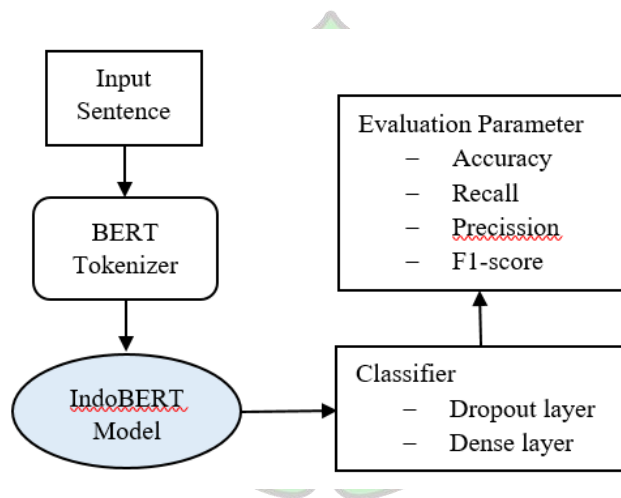 Input
Sentence
BERT
Tokenizer
IndoBERT
Model
Classifier
– Dropout layer
– Dense layer
Evaluation Parameter
– Accuracy
– Recall
– Precission
– F1-score